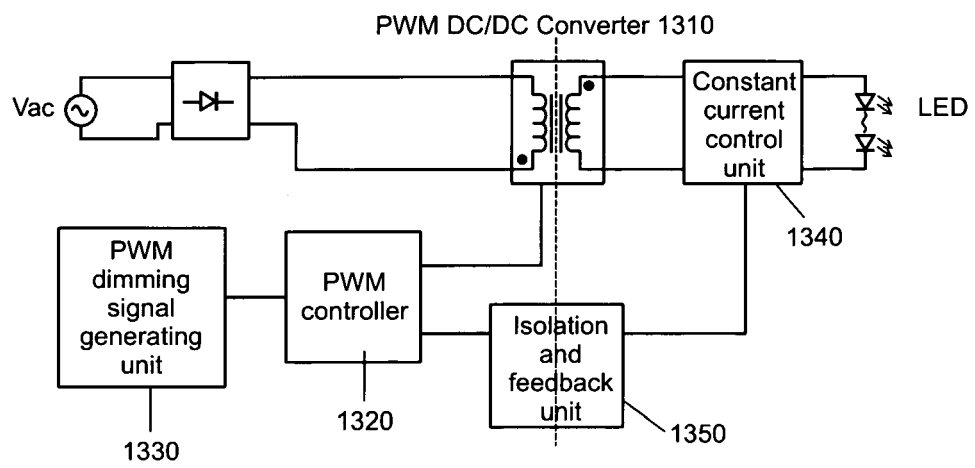 PWM DC/DC Converter 1310
Vac
Constant
current
control
unit
LED
1340
PWM
dimming
signal
generating
unit
PWM
controller
Isolation
and
feedback
unit
1320
1350
1330